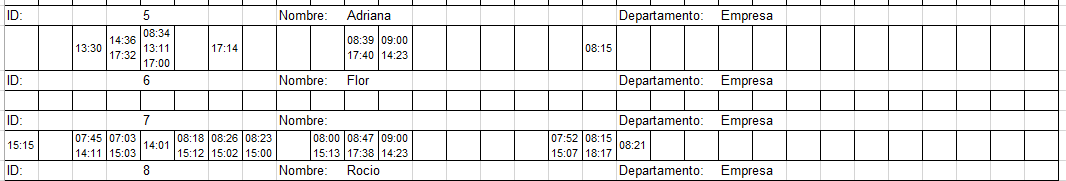 ID: 5 Nombre: Adriana Departamento: Empresa
13:30 14:36 08:34 17:14 08:39 09:00 08:15
17:32 13:11 17:40 14:23
17:00
ID: 6 Nombre: Flor Departamento: Empresa
ID: 7 Nombre: Departamento: Empresa
15:15 07:45 07:03 14:01 08:18 08:26 08:23 08:00 08:47 09:00 07:52 08:15 08:21
14:11 15:03 15:12 15:02 15:00 15:13 17:38 14:23 15:07 18:17
ID: 8 Nombre: Rocio Departamento: Empresa